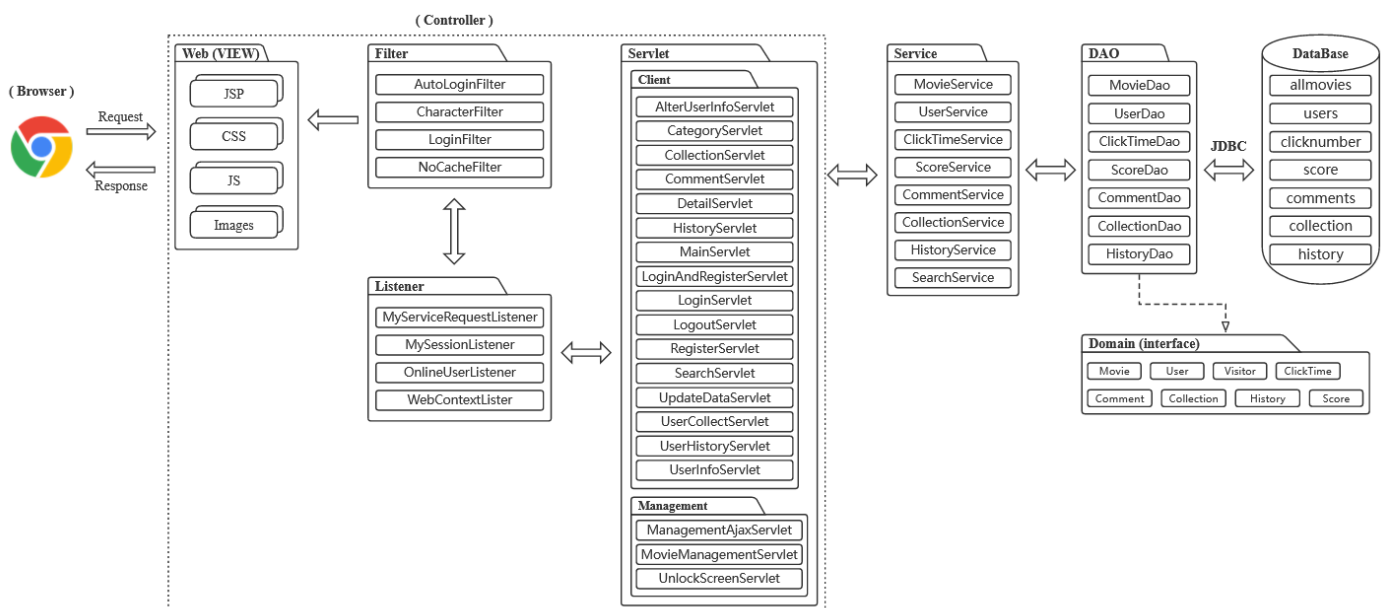 ( Controller )
( Browser )
Request
Response
Web (VIEW)
JSP
CSS
JS
Images
Filter
AutoLoginFilter
CharacterFilter
LoginFilter
NoCacheFilter
Listener
MyServiceRequestListener
MySessionListener
OnlineUserListener
WebContextLister
Servlet
Client
AlterUserInfoServlet
CategoryServlet
CollectionServlet
CommentServlet
DetailServlet
HistoryServlet
MainServlet
LoginAndRegisterServlet
LoginServlet
LogoutServlet
RegisterServlet
SearchServlet
UpdateDataServlet
UserCollectServlet
UserHistoryServlet
UserInfoServlet
Management
ManagementAjaxServlet
MovieManagementServlet
UnlockScreenServlet
Service
MovieService
UserService
ClickTimeService
ScoreService
CommentService
CollectionService
HistoryService
SearchService
DAO
MovieDao
UserDao
ClickTimeDao
ScoreDao
CommentDao
CollectionDao
HistoryDao
JDBC
DataBase
allmovies
users
clicknumber
score
comments
collection
history
Domain (interface)
Movie User Visitor ClickTime
Comment Collection History Score